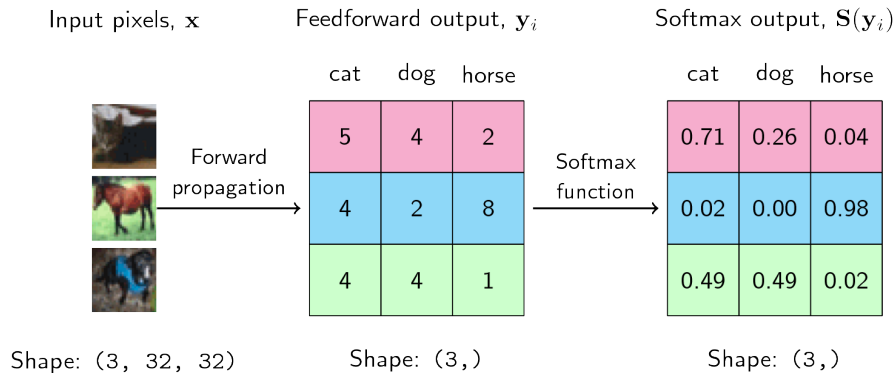 Input pixels, x
Feedforward output, yᵢ
Softmax output, S(yᵢ)
cat dog horse
cat dog horse
Forward
propagation
5 4 2
4 2 8
4 4 1
Softmax
function
0.71 0.26 0.04
0.02 0.00 0.98
0.49 0.49 0.02
Shape: (3, 32, 32)
Shape: (3,)
Shape: (3,)